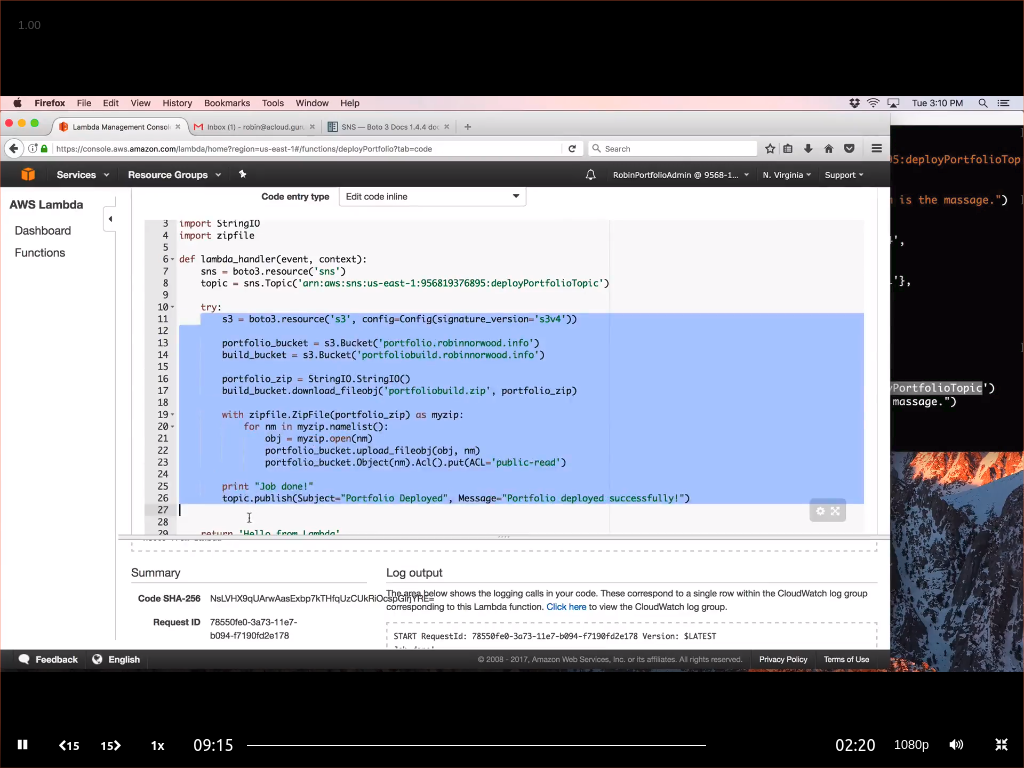 1.00
Firefox File Edit View History Bookmarks Tools Window Help Tue 3:10 PM
Lambda Management Consol × Inbox (1) - robin@acloud.gur × SNS — Boto 3 Docs 1.4.4 doc × +
https://console.aws.amazon.com/lambda/home?region=us-east-1#/functions/deployPortfolio?tab=code Search
Services Resource Groups RobinPortfolioAdmin @ 9568-1... N. Virginia Support
AWS Lambda
Dashboard
Functions
Code entry type Edit code inline
3 import StringIO
4 import zipfile
5
6 def lambda_handler(event, context):
7 sns = boto3.resource('sns')
8 topic = sns.Topic('arn:aws:sns:us-east-1:956819376895:deployPortfolioTopic')
9
10 try:
11 s3 = boto3.resource('s3', config=Config(signature_version='s3v4'))
12
13 portfolio_bucket = s3.Bucket('portfolio.robinnorwood.info')
14 build_bucket = s3.Bucket('portfoliobuild.robinnorwood.info')
15
16 portfolio_zip = StringIO.StringIO()
17 build_bucket.download_fileobj('portfoliobuild.zip', portfolio_zip)
18
19 with zipfile.ZipFile(portfolio_zip) as myzip:
20 for nm in myzip.namelist():
21 obj = myzip.open(nm)
22 portfolio_bucket.upload_fileobj(obj, nm)
23 portfolio_bucket.Object(nm).Acl().put(ACL='public-read')
24
25 print "Job done!"
26 topic.publish(Subject="Portfolio Deployed", Message="Portfolio deployed successfully!")
27
28
29 return 'Hello from Lambda'
5:deployPortfolioTop
is the massage.")
',
'},
yPortfolioTopic')
massage.")
Summary
Code SHA-256 NsLVHX9qUArwAasExbp7kTHfqUzCUkRiOcspGlrjYRE=
Request ID 78550fe0-3a73-11e7-
b094-f7190fd2e178
Log output
The area below shows the logging calls in your code. These correspond to a single row within the CloudWatch log group
corresponding to this Lambda function. Click here to view the CloudWatch log group.
START RequestId: 78550fe0-3a73-11e7-b094-f7190fd2e178 Version: $LATEST
Job done!
Feedback English © 2008 - 2017, Amazon Web Services, Inc. or its affiliates. All rights reserved. Privacy Policy Terms of Use
15 15 1x 09:15 02:20 1080p